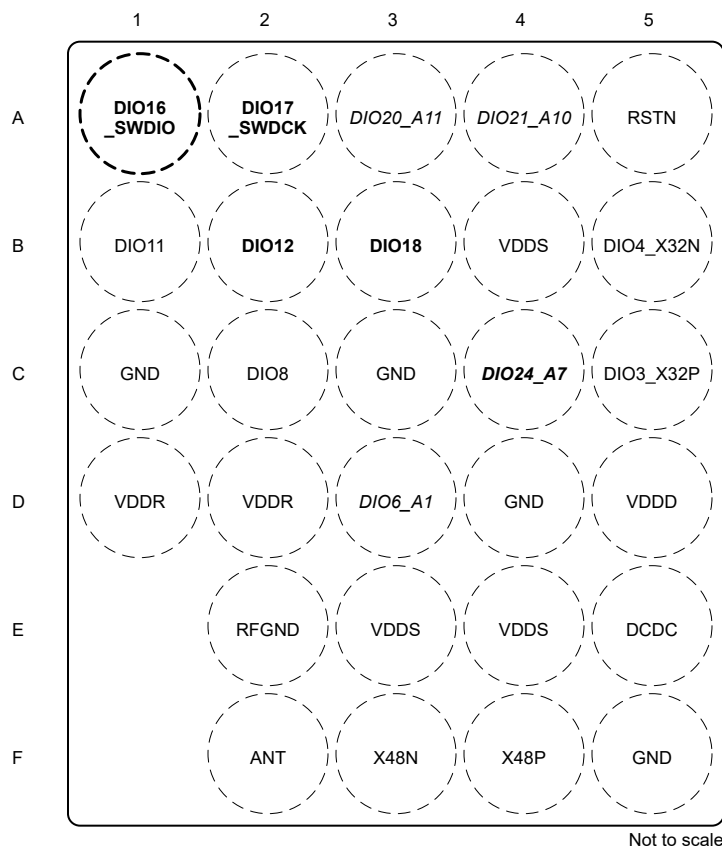 1 2 3 4 5
A DIO16 _SWDIO DIO17 _SWDCK DIO20_A11 DIO21_A10 RSTN
B DIO11 DIO12 DIO18 VDDS DIO4_X32N
C GND DIO8 GND DIO24_A7 DIO3_X32P
D VDDR VDDR DIO6_A1 GND VDDD
E RFGND VDDS VDDS DCDC
F ANT X48N X48P GND
Not to scale